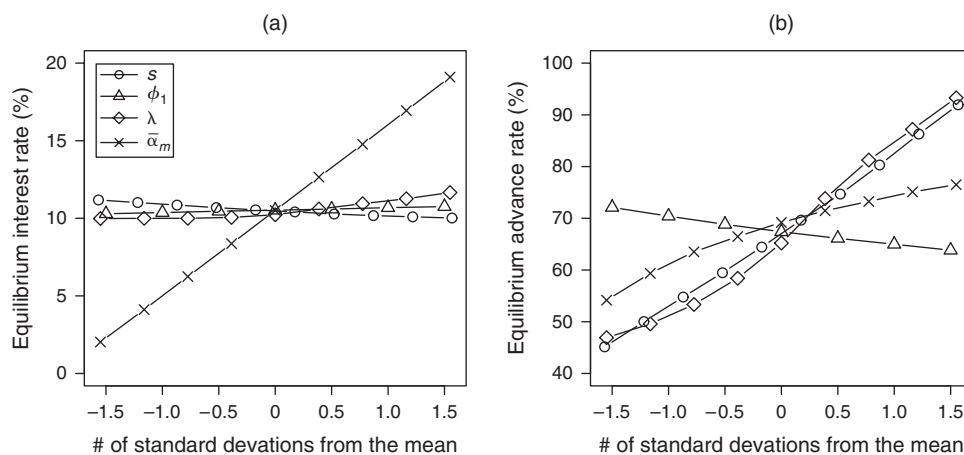 (a)
Equilibrium interest rate (%)
20
15
10
5
0
s
ϕ1
λ
α̅m
−1.5 −1.0 −0.5 0 0.5 1.0 1.5
# of standard devations from the mean
(b)
Equilibrium advance rate (%)
100
90
80
70
60
50
40
−1.5 −1.0 −0.5 0 0.5 1.0 1.5
# of standard devations from the mean